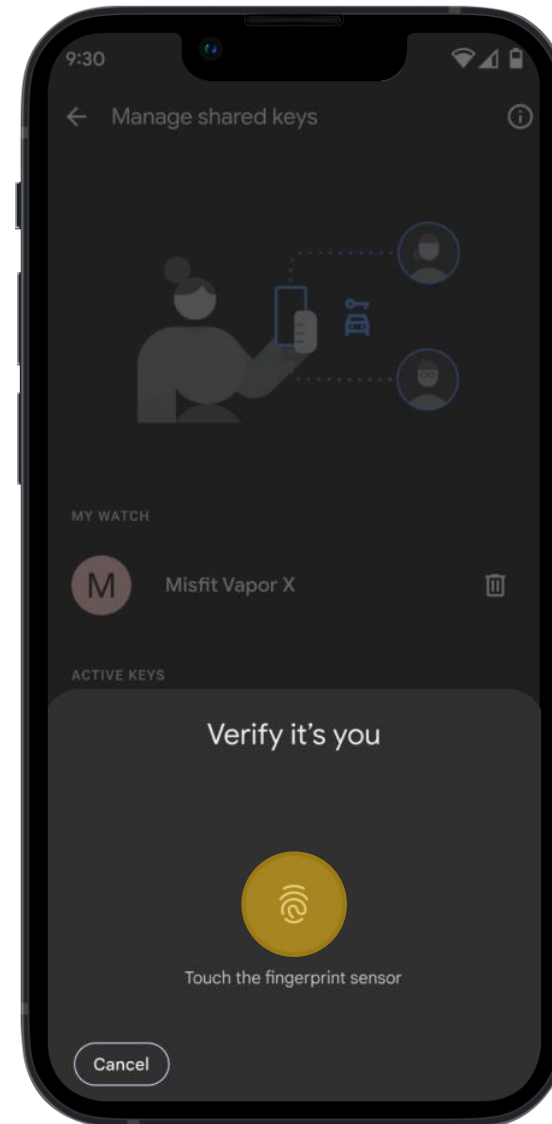 9:30
Manage shared keys
MY WATCH
M
Misfit Vapor X
ACTIVE KEYS
Verify it's you
Touch the fingerprint sensor
Cancel